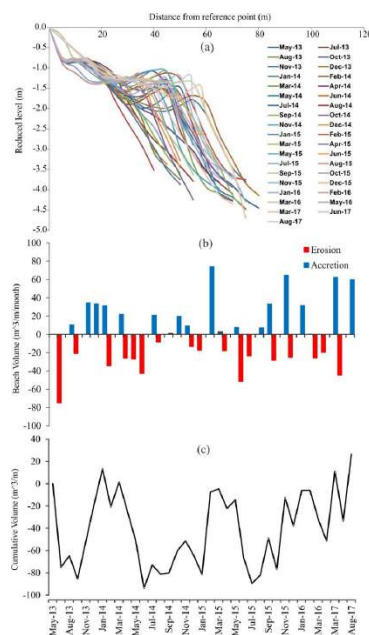 Distance from reference point (m)
0 20 40 60 80 100 120
(a)
Reduced level (m)
0.0
-0.5
-1.0
-1.5
-2.0
-2.5
-3.0
-3.5
-4.0
-4.5
-5.0
May-13 Jul-13
Aug-13 Oct-13
Nov-13 Dec-13
Jan-14 Feb-14
Mar-14 Apr-14
May-14 Jun-14
Jul-14 Aug-14
Sep-14 Oct-14
Nov-14 Dec-14
Jan-15 Feb-15
Mar-15 Apr-15
May-15 Jun-15
Jul-15 Aug-15
Sep-15 Oct-15
Nov-15 Dec-15
Jan-16 Feb-16
Mar-16 May-16
Mar-17 Jun-17
Aug-17
(b)
Erosion
Accretion
Beach Volume (m^3/m/month)
100
80
60
40
20
0
-20
-40
-60
-80
-100
(c)
Cumulative Volume (m^3/m)
40
20
0
-20
-40
-60
-80
-100
May-13
Aug-13
Nov-13
Jan-14
Mar-14
May-14
Jul-14
Sep-14
Nov-14
Jan-15
Mar-15
May-15
Jul-15
Sep-15
Nov-15
Jan-16
Mar-16
Mar-17
Aug-17